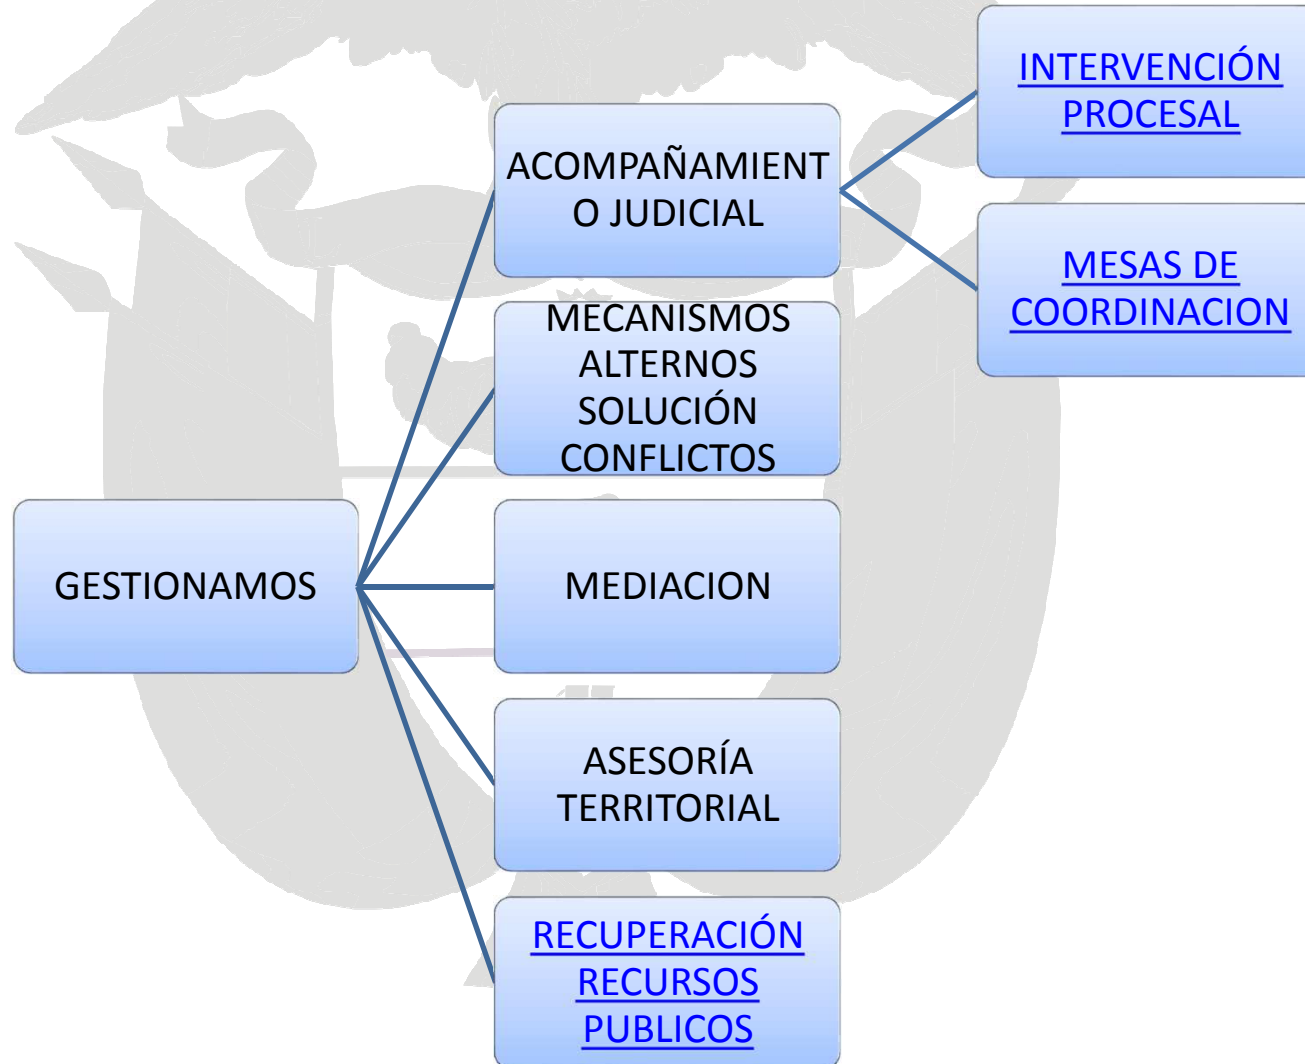 GESTIONAMOS
ACOMPAÑAMIENT
O JUDICIAL
INTERVENCIÓN
PROCESAL
MESAS DE
COORDINACION
MECANISMOS
ALTERNOS
SOLUCIÓN
CONFLICTOS
MEDIACION
ASESORÍA
TERRITORIAL
RECUPERACIÓN
RECURSOS
PUBLICOS